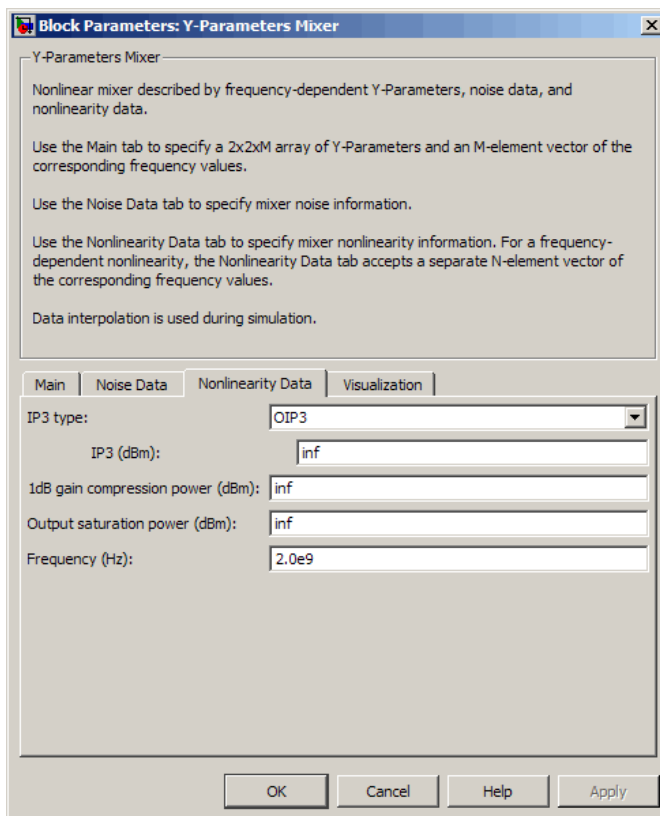 Block Parameters: Y-Parameters Mixer
Y-Parameters Mixer
Nonlinear mixer described by frequency-dependent Y-Parameters, noise data, and
nonlinearity data.
Use the Main tab to specify a 2x2xM array of Y-Parameters and an M-element vector of the
corresponding frequency values.
Use the Noise Data tab to specify mixer noise information.
Use the Nonlinearity Data tab to specify mixer nonlinearity information. For a frequency-
dependent nonlinearity, the Nonlinearity Data tab accepts a separate N-element vector of
the corresponding frequency values.
Data interpolation is used during simulation.
Main Noise Data Nonlinearity Data Visualization
IP3 type: OIP3
IP3 (dBm): inf
1dB gain compression power (dBm): inf
Output saturation power (dBm): inf
Frequency (Hz): 2.0e9
OK Cancel Help Apply